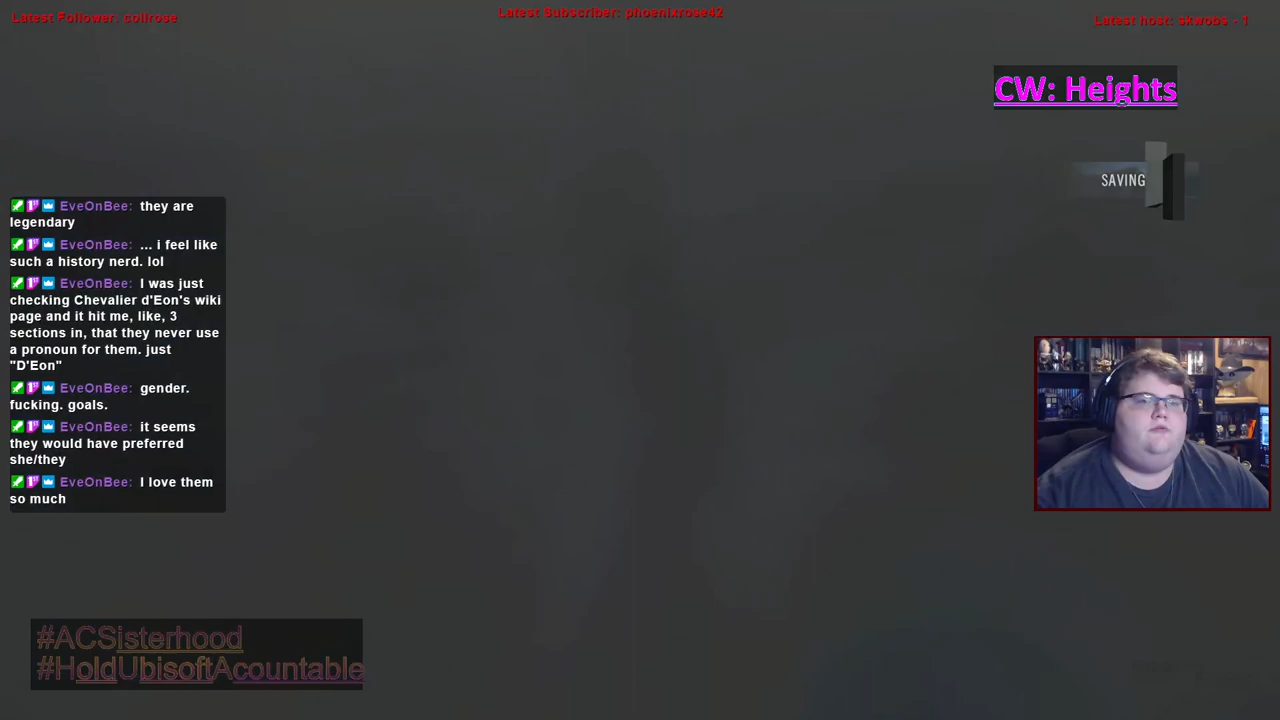 Latest Follower: collrose
Latest Subscriber: phoenixrose42
Latest host: skwobs - 1
CW: Heights
SAVING
EveOnBee: they are
legendary
EveOnBee: ... i feel like
such a history nerd. lol
EveOnBee: I was just
checking Chevalier d'Eon's wiki
page and it hit me, like, 3
sections in, that they never use
a pronoun for them. just
"D'Eon"
EveOnBee: gender.
fucking. goals.
EveOnBee: it seems
they would have preferred
she/they
EveOnBee: I love them
so much
#ACSisterhood
#HoldUbisoftAcountable